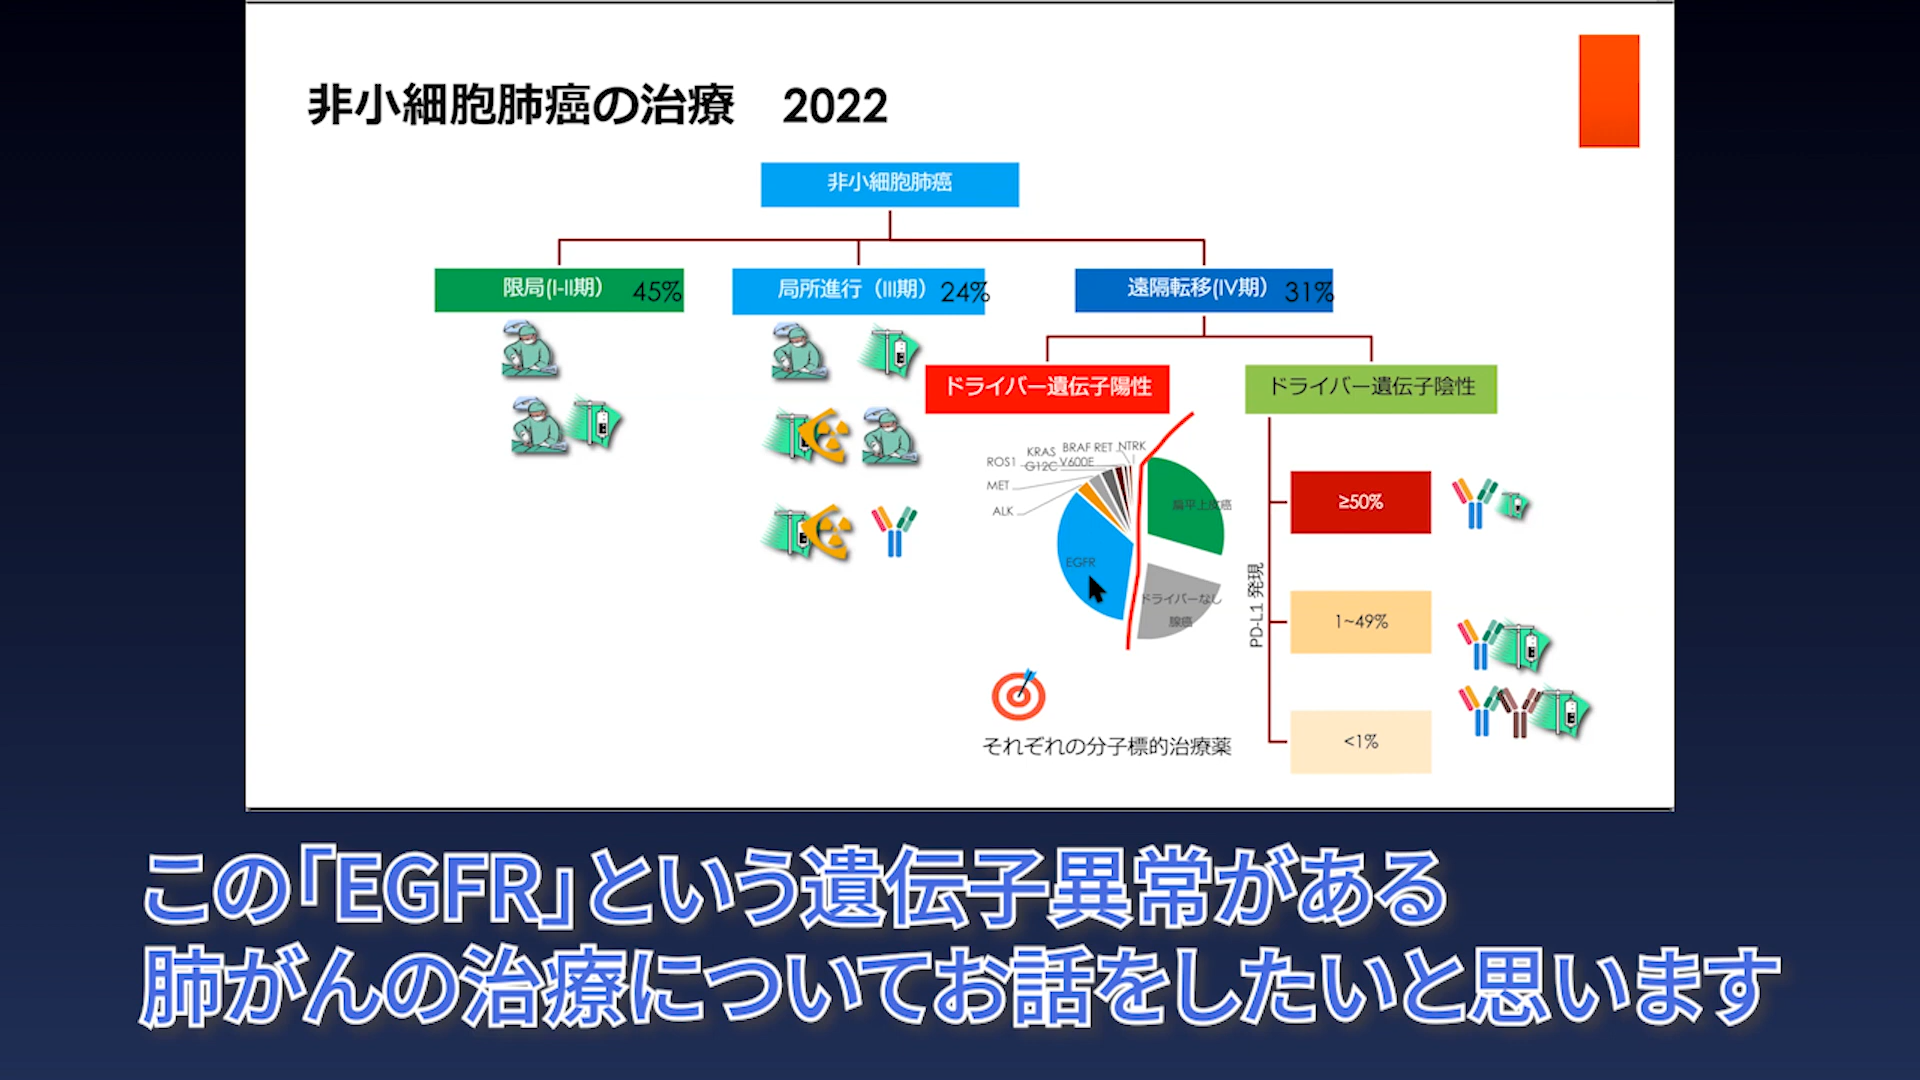 非小細胞肺癌の治療　2022
非小細胞肺癌
限局(I-II期) 45%
局所進行（III期）24%
遠隔転移(IV期） 31%
ドライバー遺伝子陽性
ドライバー遺伝子陰性
ROS1
KRAS G12C
BRAF V600E
RET
NTRK
MET
ALK
EGFR
扁平上皮癌
ドライバーなし
腺癌
PD-L1 発現
≥50%
1~49%
<1%
それぞれの分子標的治療薬
この「EGFR」という遺伝子異常がある
肺がんの治療についてお話をしたいと思います